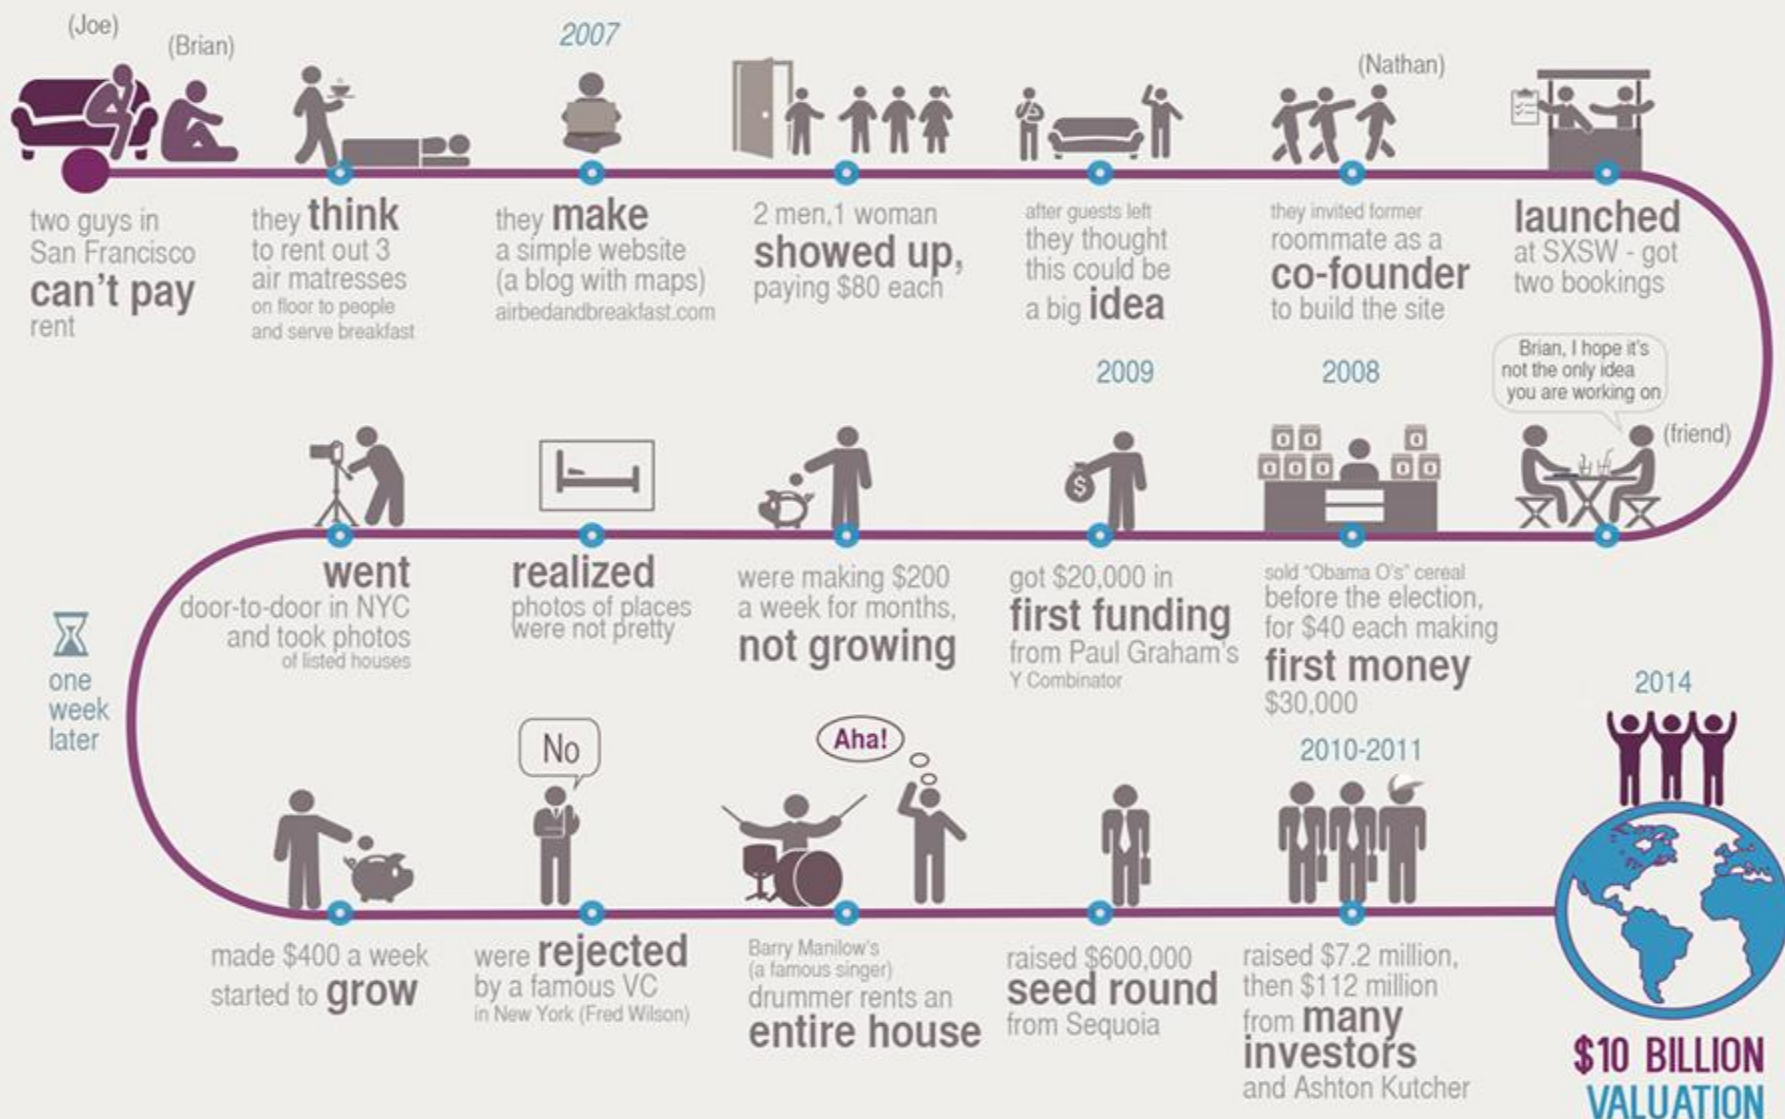 (Joe)
(Brian)
two guys in
San Francisco
can't pay
rent
they think
to rent out 3
air matresses
on floor to people
and serve breakfast
2007
they make
a simple website
(a blog with maps)
airbedandbreakfast.com
2 men,1 woman
showed up,
paying $80 each
after guests left
they thought
this could be
a big idea
(Nathan)
they invited former
roommate as a
co-founder
to build the site
launched
at SXSW - got
two bookings
Brian, I hope it's
not the only idea
you are working on
(friend)
2008
sold "Obama O's" cereal
before the election,
for $40 each making
first money
$30,000
2009
got $20,000 in
first funding
from Paul Graham's
Y Combinator
were making $200
a week for months,
not growing
realized
photos of places
were not pretty
went
door-to-door in NYC
and took photos
of listed houses
one
week
later
made $400 a week
started to grow
No
were rejected
by a famous VC
in New York (Fred Wilson)
Aha!
Barry Manilow's
(a famous singer)
drummer rents an
entire house
raised $600,000
seed round
from Sequoia
2010-2011
raised $7.2 million,
then $112 million
from many
investors
and Ashton Kutcher
2014
$10 BILLION
VALUATION